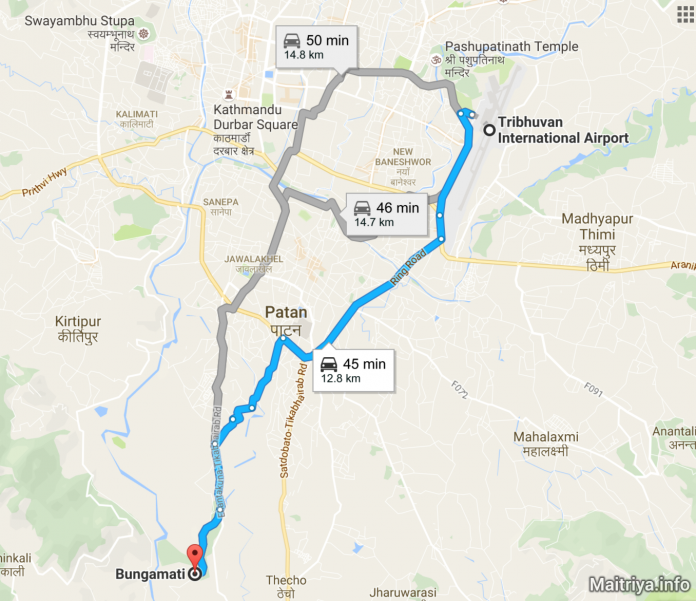 Swayambhu Stupa
स्वयम्भूनाथ
मन्दिर
50 min
14.8 km
Pashupatinath Temple
श्री पशुपतिनाथ
मन्दिर
KALIMATI
कालिमाटी
Kathmandu
Durbar Square
काठमाडौँ
दरबार क्षेत्र
Tribhuvan
International Airport
Prithvi Hwy
NEW
BANESHWOR
नयाँ
बानेश्वर
SANEPA
सानेपा
46 min
14.7 km
Madhyapur
Thimi
मध्यपुर
ठिमी
JAWALAKHEL
जावलाखेल
Ring Road
Arani
Patan
पाटन
Kirtipur
कीर्तिपुर
45 min
12.8 km
F072
F091
Satdobato-Tikabhairab Rd
Mahalaxmi
महालक्ष्मी
Anantali
अनन्त
hinkali
काली
Bungamati
Thecho
ठेचो
Jharuwarasi
Maitriya.info